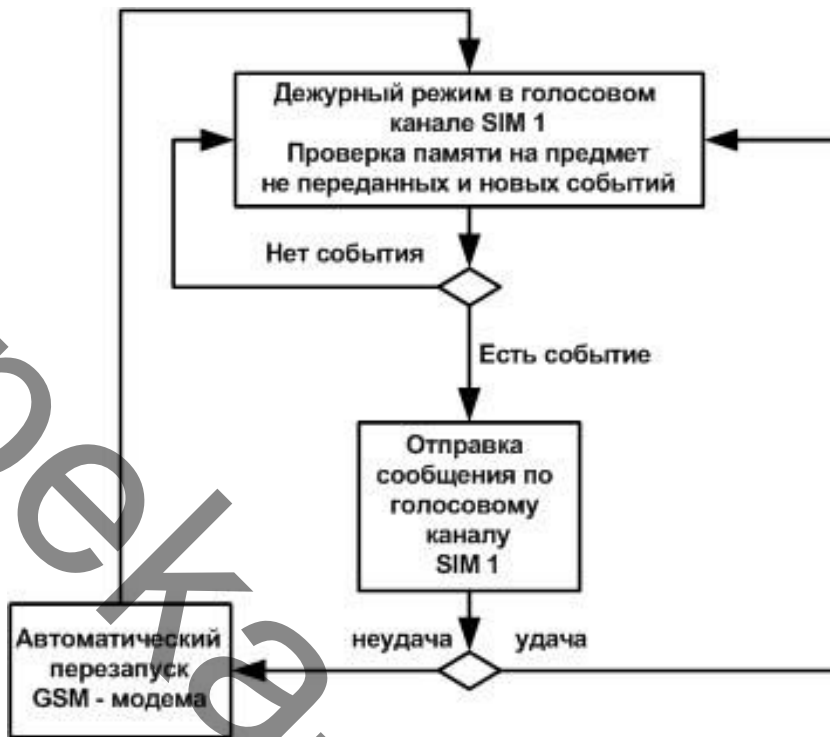 Дежурный режим в голосовом
канале SIM 1
Проверка памяти на предмет
не переданных и новых событий
Нет события
Есть событие
Отправка
сообщения по
голосовому
каналу
SIM 1
неудача
удача
Автоматический
перезапуск
GSM - модема